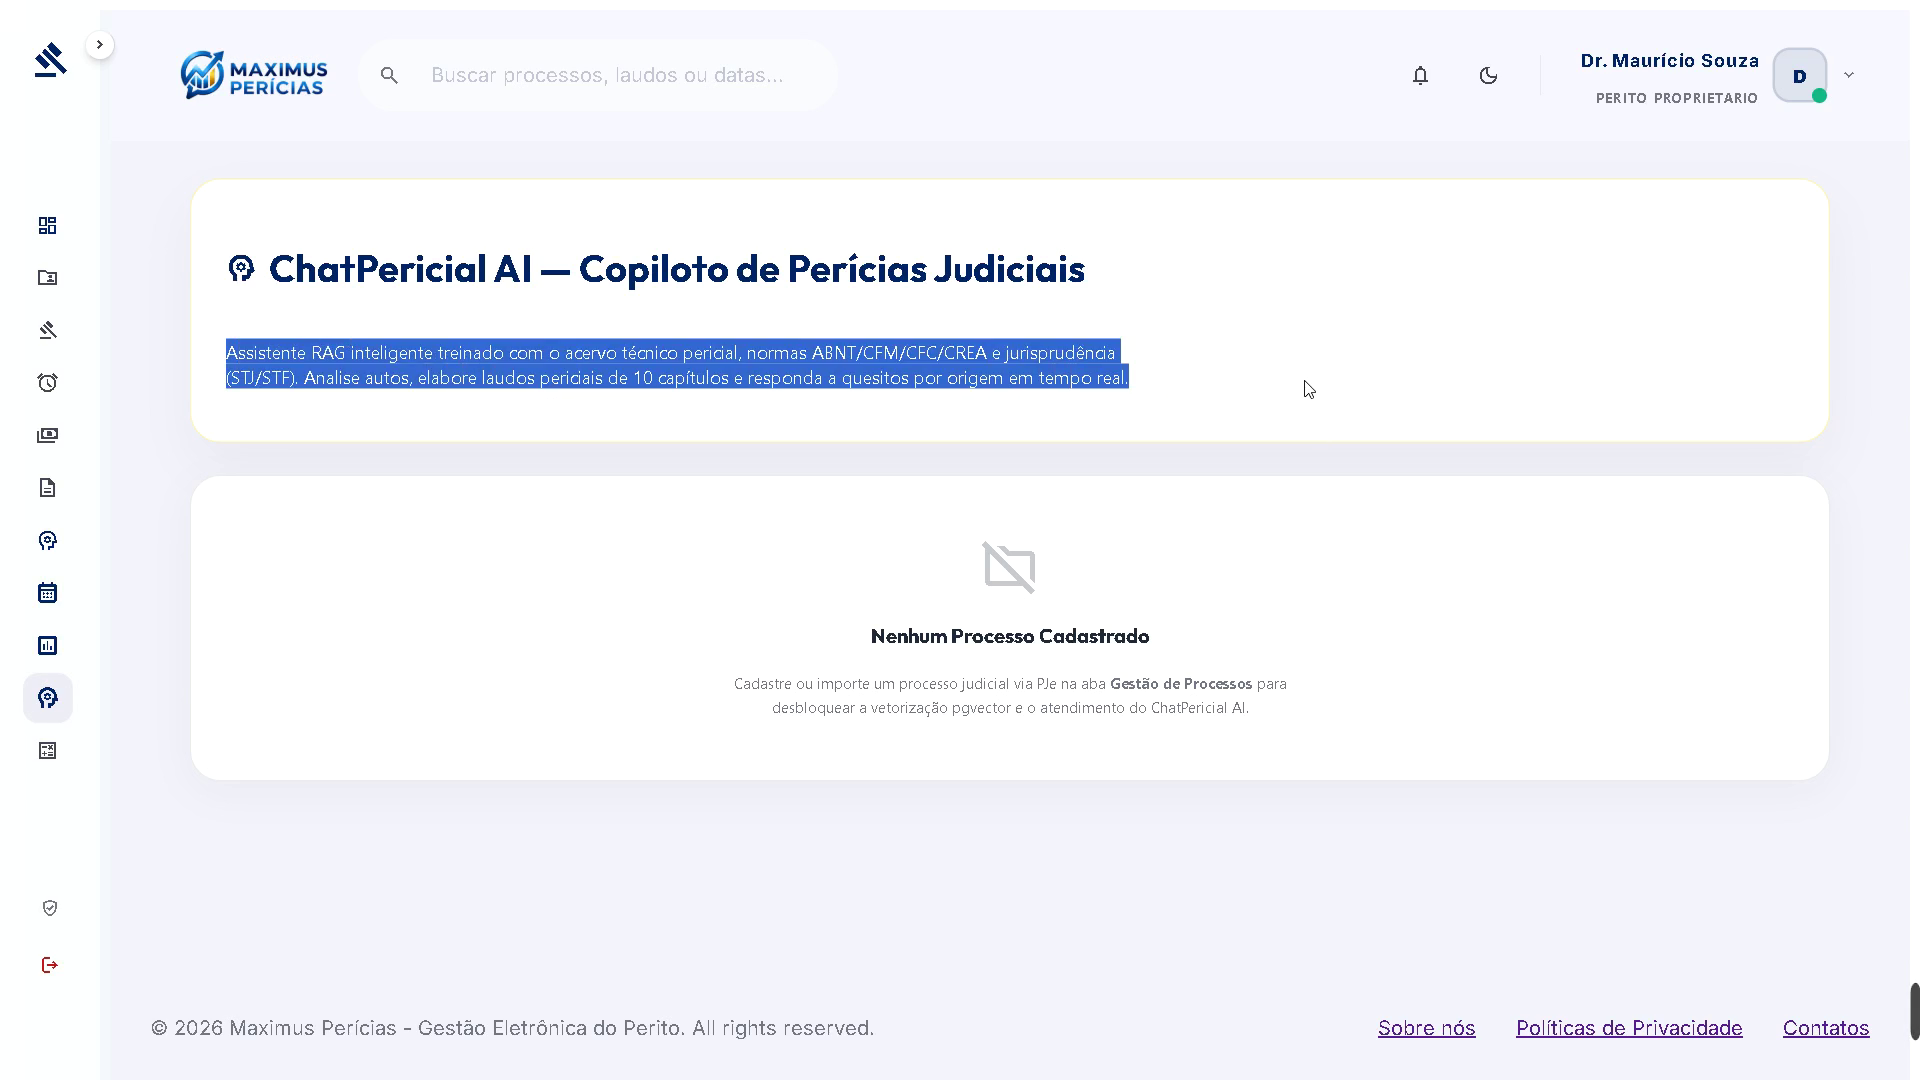 MAXIMUS
PERÍCIAS
Buscar processos, laudos ou datas...
Dr. Maurício Souza
PERITO PROPRIETARIO
D
ChatPericial AI — Copiloto de Perícias Judiciais
Assistente RAG inteligente treinado com o acervo técnico pericial, normas ABNT/CFM/CFC/CREA e jurisprudência
(STJ/STF). Analise autos, elabore laudos periciais de 10 capítulos e responda a quesitos por origem em tempo real.
Nenhum Processo Cadastrado
Cadastre ou importe um processo judicial via PJe na aba Gestão de Processos para
desbloquear a vetorização pgvector e o atendimento do ChatPericial AI.
© 2026 Maximus Perícias - Gestão Eletrônica do Perito. All rights reserved.
Sobre nós
Políticas de Privacidade
Contatos